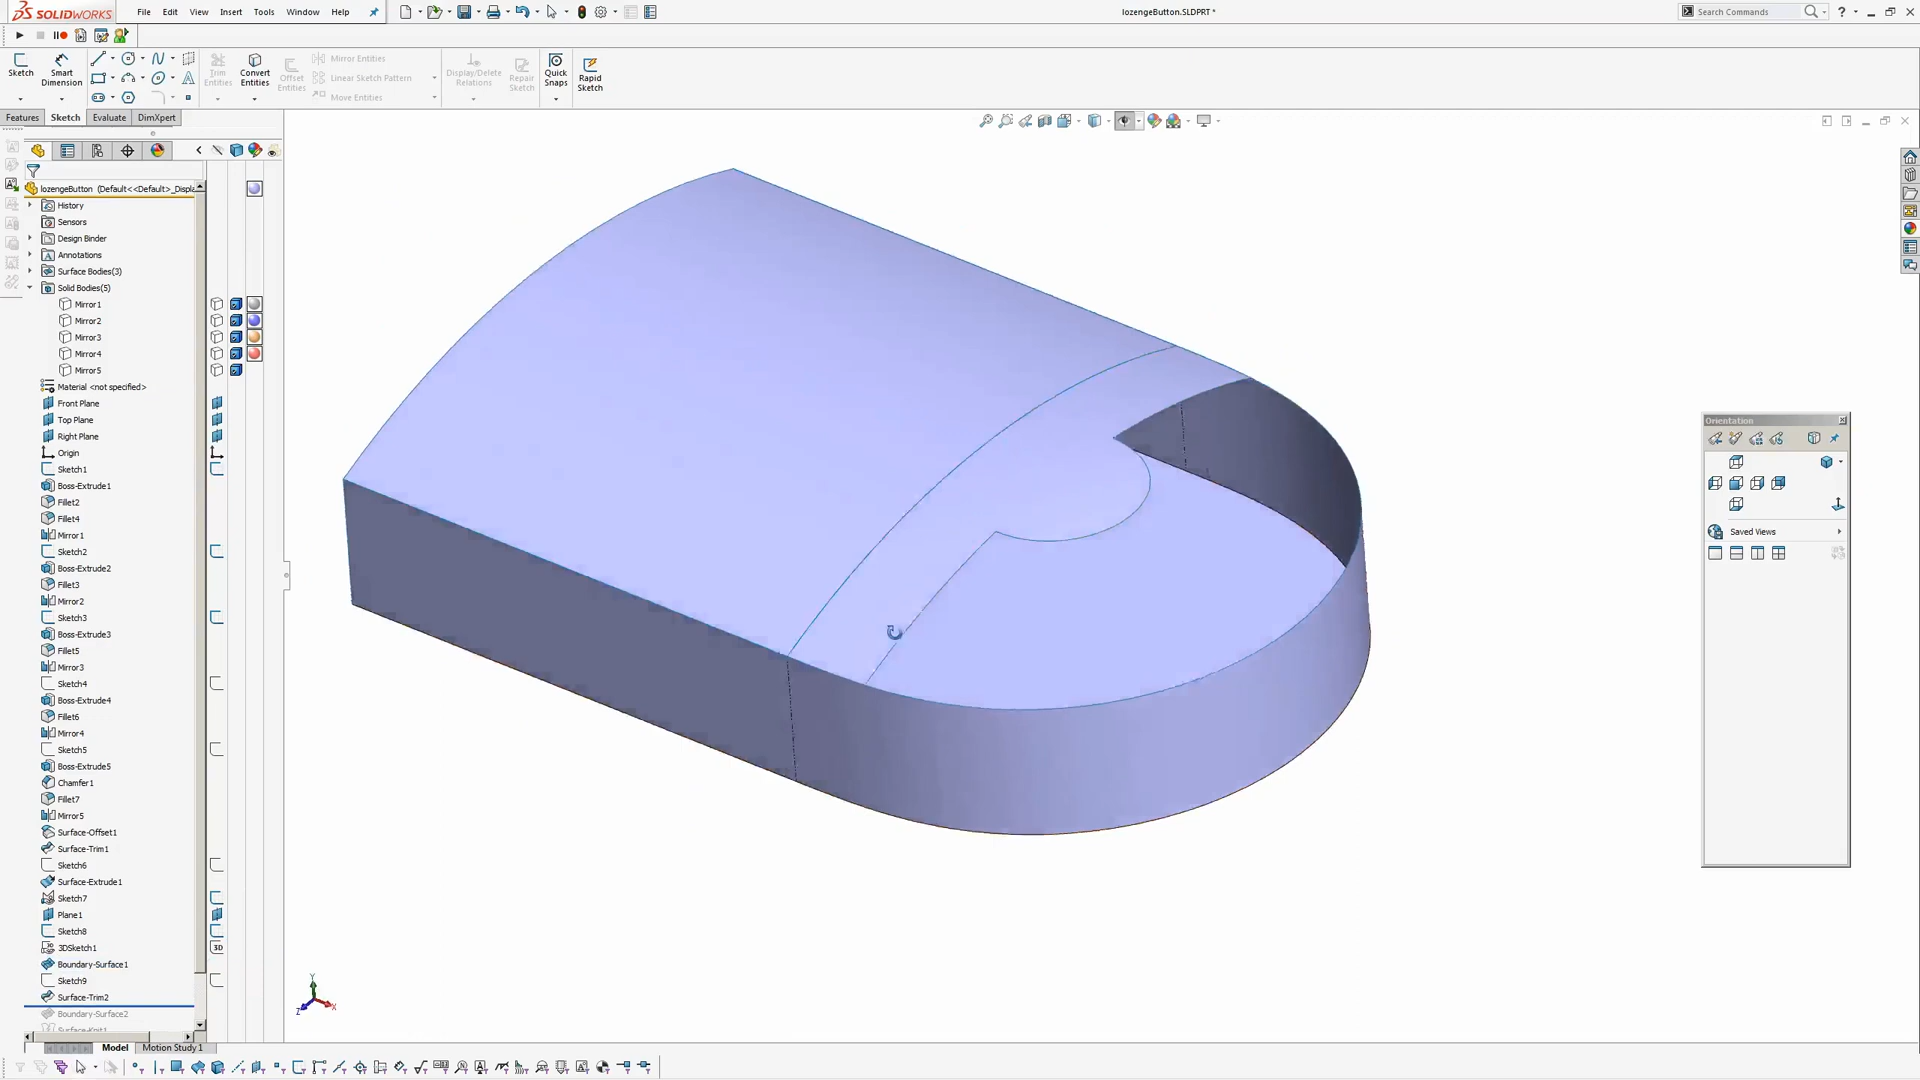 SOLIDWORKS File Edit View Insert Tools Window Help lozengeButton.SLDPRT * Search Commands
Sketch Smart Dimension Trim Entities Convert Entities Offset Entities Mirror Entities Linear Sketch Pattern Move Entities Display/Delete Relations Repair Sketch Quick Snaps Rapid Sketch
Features Sketch Evaluate DimXpert
lozengeButton (Default<<Default>_Displa
History
Sensors
Design Binder
Annotations
Surface Bodies(3)
Solid Bodies(5)
Mirror1
Mirror2
Mirror3
Mirror4
Mirror5
Material <not specified>
Front Plane
Top Plane
Right Plane
Origin
Sketch1
Boss-Extrude1
Fillet2
Fillet4
Mirror1
Sketch2
Boss-Extrude2
Fillet3
Mirror2
Sketch3
Boss-Extrude3
Fillet5
Mirror3
Sketch4
Boss-Extrude4
Fillet6
Mirror4
Sketch5
Boss-Extrude5
Chamfer1
Fillet7
Mirror5
Surface-Offset1
Surface-Trim1
Sketch6
Surface-Extrude1
Sketch7
Plane1
Sketch8
3DSketch1
Boundary-Surface1
Sketch9
Surface-Trim2
Boundary-Surface2
Surface-Knit1
Orientation
Saved Views
Y
X
Z
Model Motion Study 1